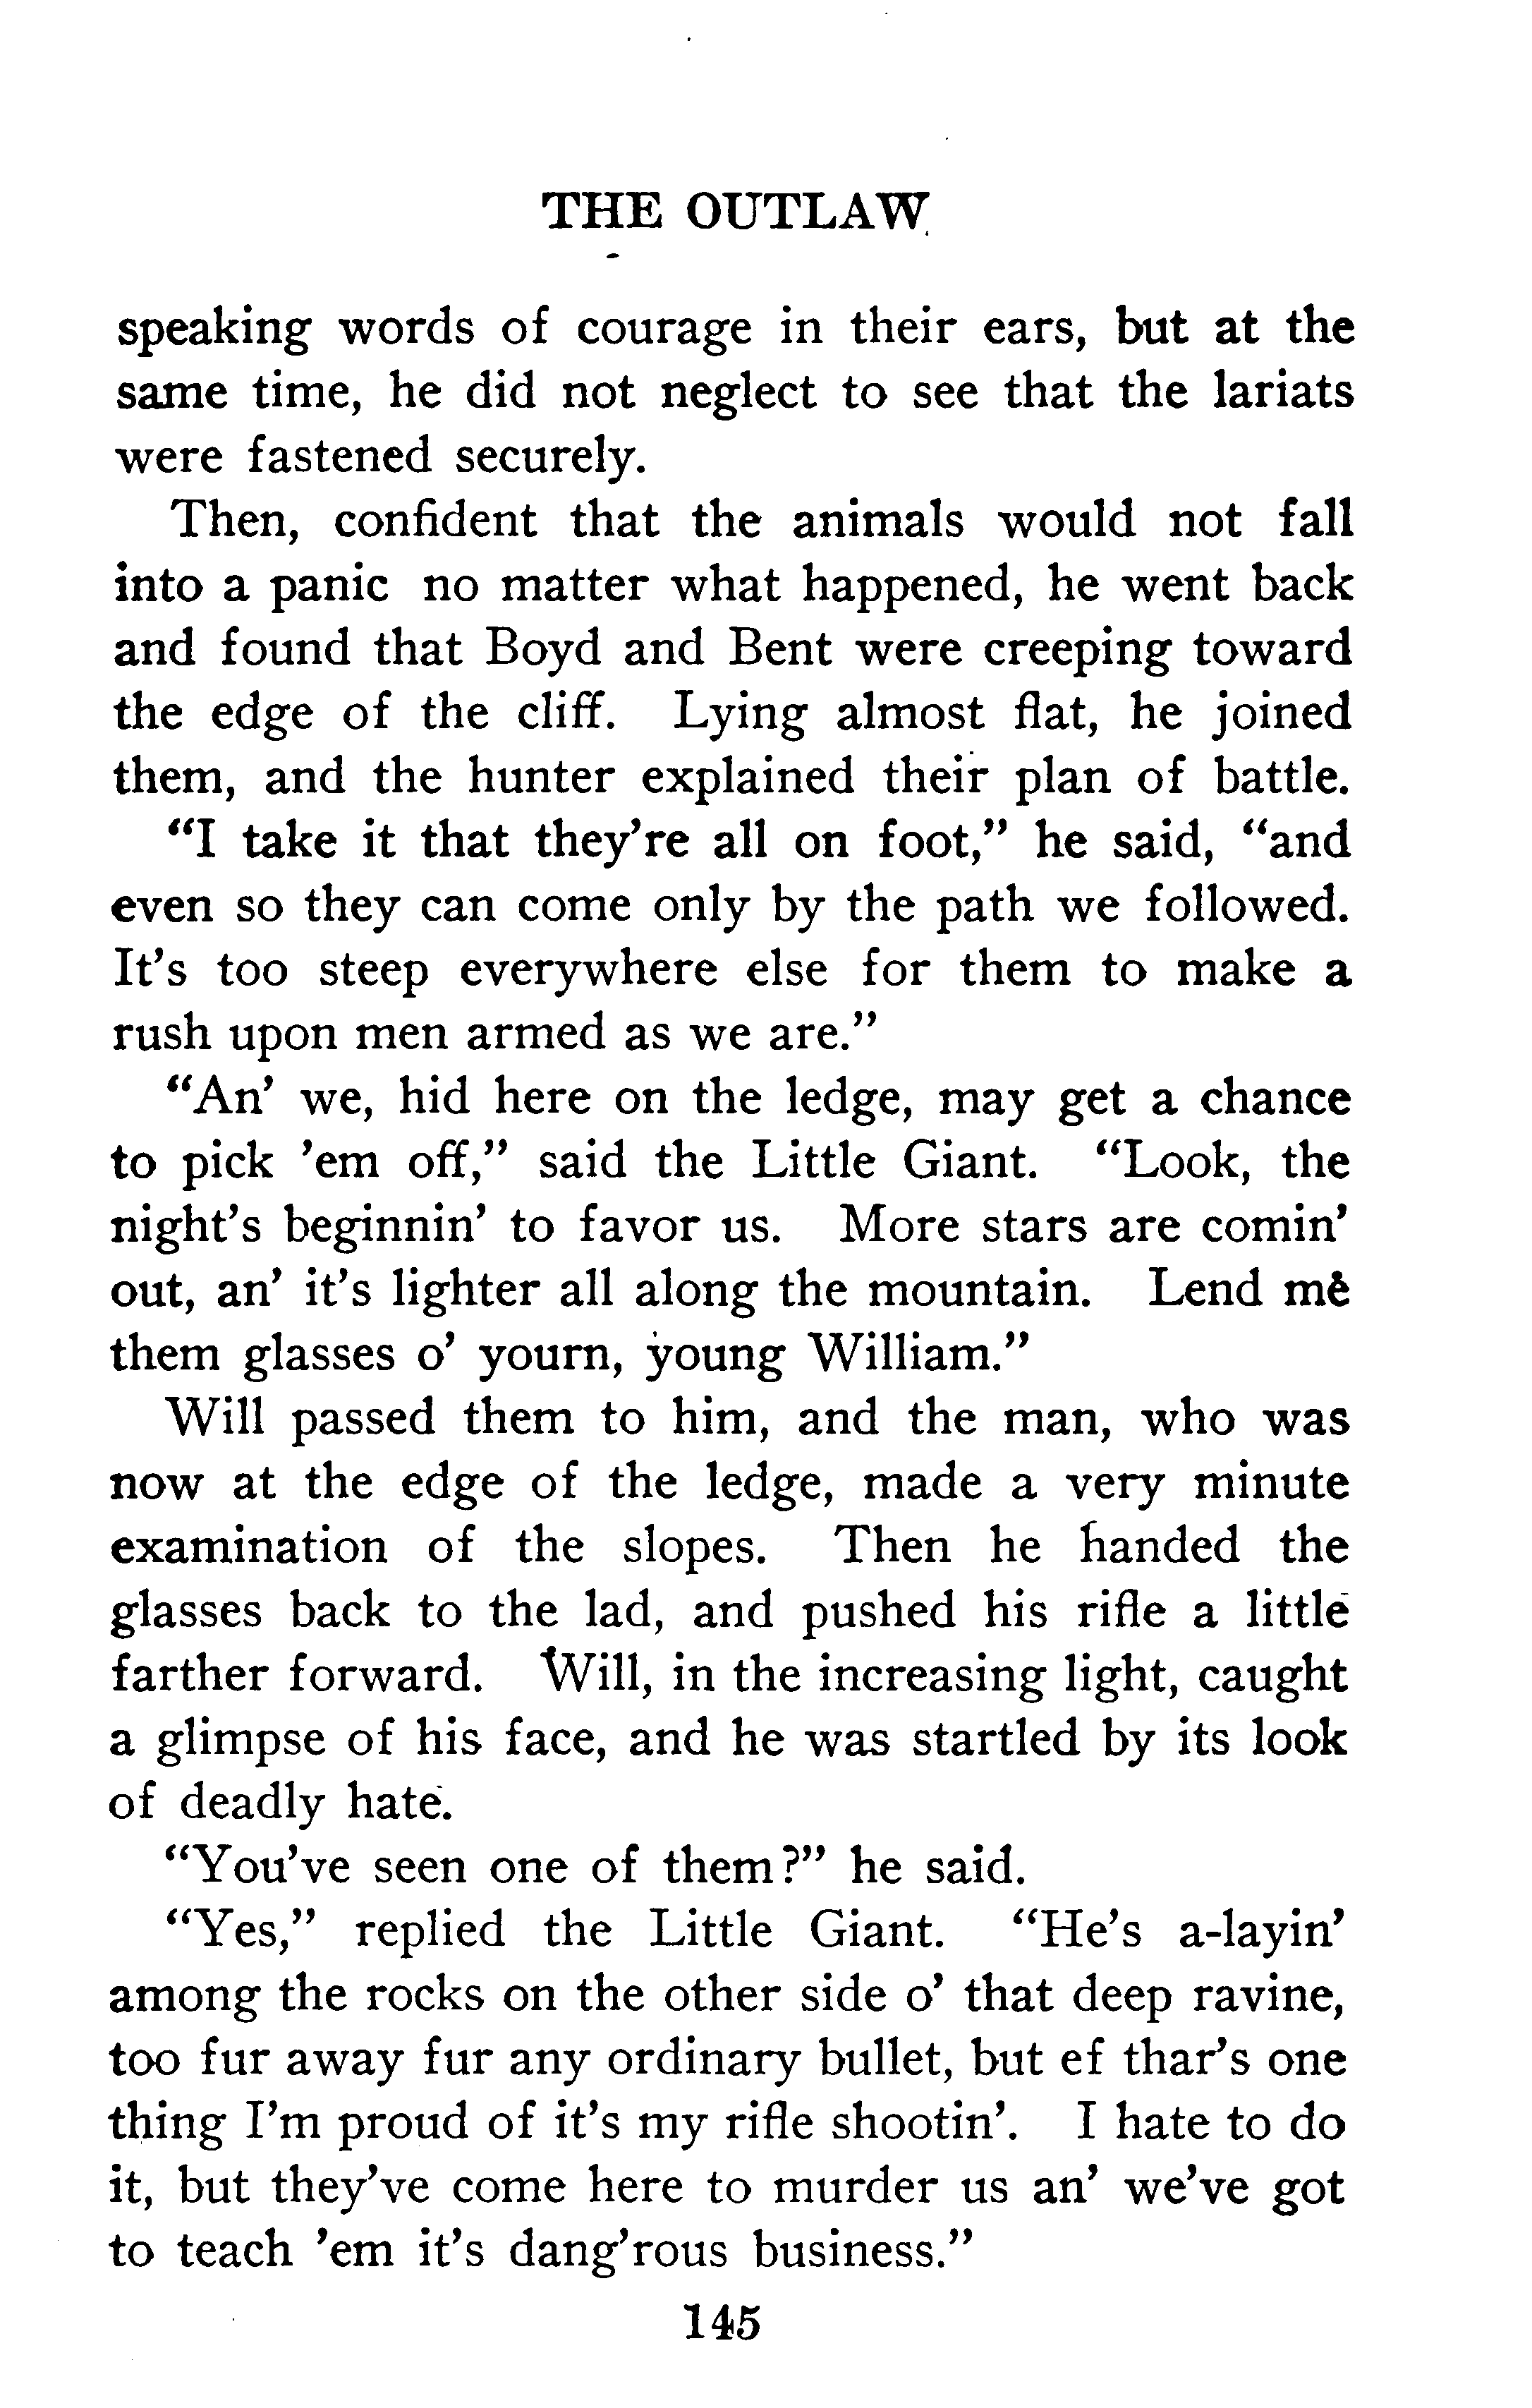 THE OUTLAW
speaking words of courage in their ears, but at the
same time, he did not neglect to see that the lariats
were fastened securely.
Then, confident that the animals would not fall
into a panic no matter what happened, he went back
and found that Boyd and Bent were creeping toward
the edge of the cliff. Lying almost flat, he joined
them, and the hunter explained their plan of battle.
“I take it that they’re all on foot,” he said, “and
even so they can come only by the path we followed.
It’s too steep everywhere else for them to make a
rush upon men armed as we are.”
“An’ we, hid here on the ledge, may get a chance
to pick ’em off,” said the Little Giant. “Look, the
night’s beginnin’ to favor us. More stars are comin’
out, an’ it’s lighter all along the mountain. Lend me
them glasses o’ yourn, young William.”
Will passed them to him, and the man, who was
now at the edge of the ledge, made a very minute
examination of the slopes. Then he handed the
glasses back to the lad, and pushed his rifle a little
farther forward. Will, in the increasing light, caught
a glimpse of his face, and he was startled by its look
of deadly hate.
“You’ve seen one of them?” he said.
“Yes,” replied the Little Giant. “He’s a-layin’
among the rocks on the other side o’ that deep ravine,
too fur away fur any ordinary bullet, but ef thar’s one
thing I’m proud of it’s my rifle shootin’. I hate to do
it, but they’ve come here to murder us an’ we’ve got
to teach ’em it’s dang’rous business.”
145